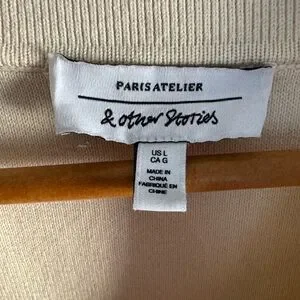 PARIS ATELIER
& other Stories
US L
CA G
MADE IN
CHINA
FABRIQUÉ EN
CHINE